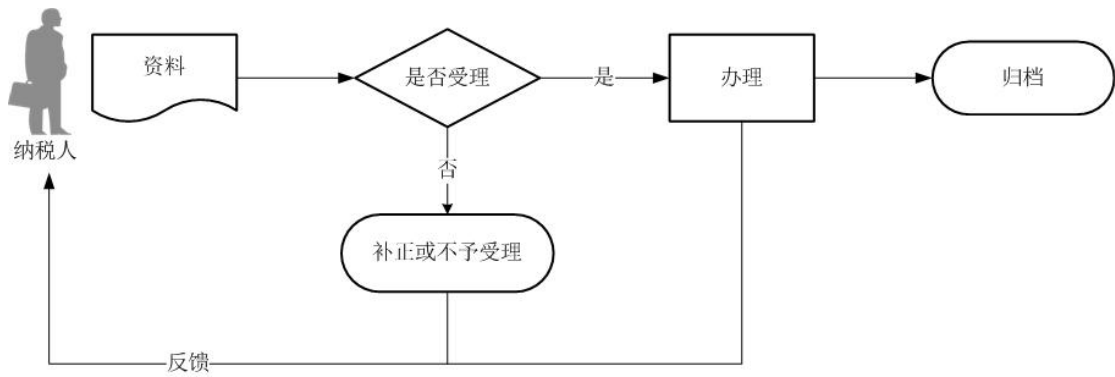 资料
是否受理
是
办理
归档
纳税人
否
补正或不予受理
反馈